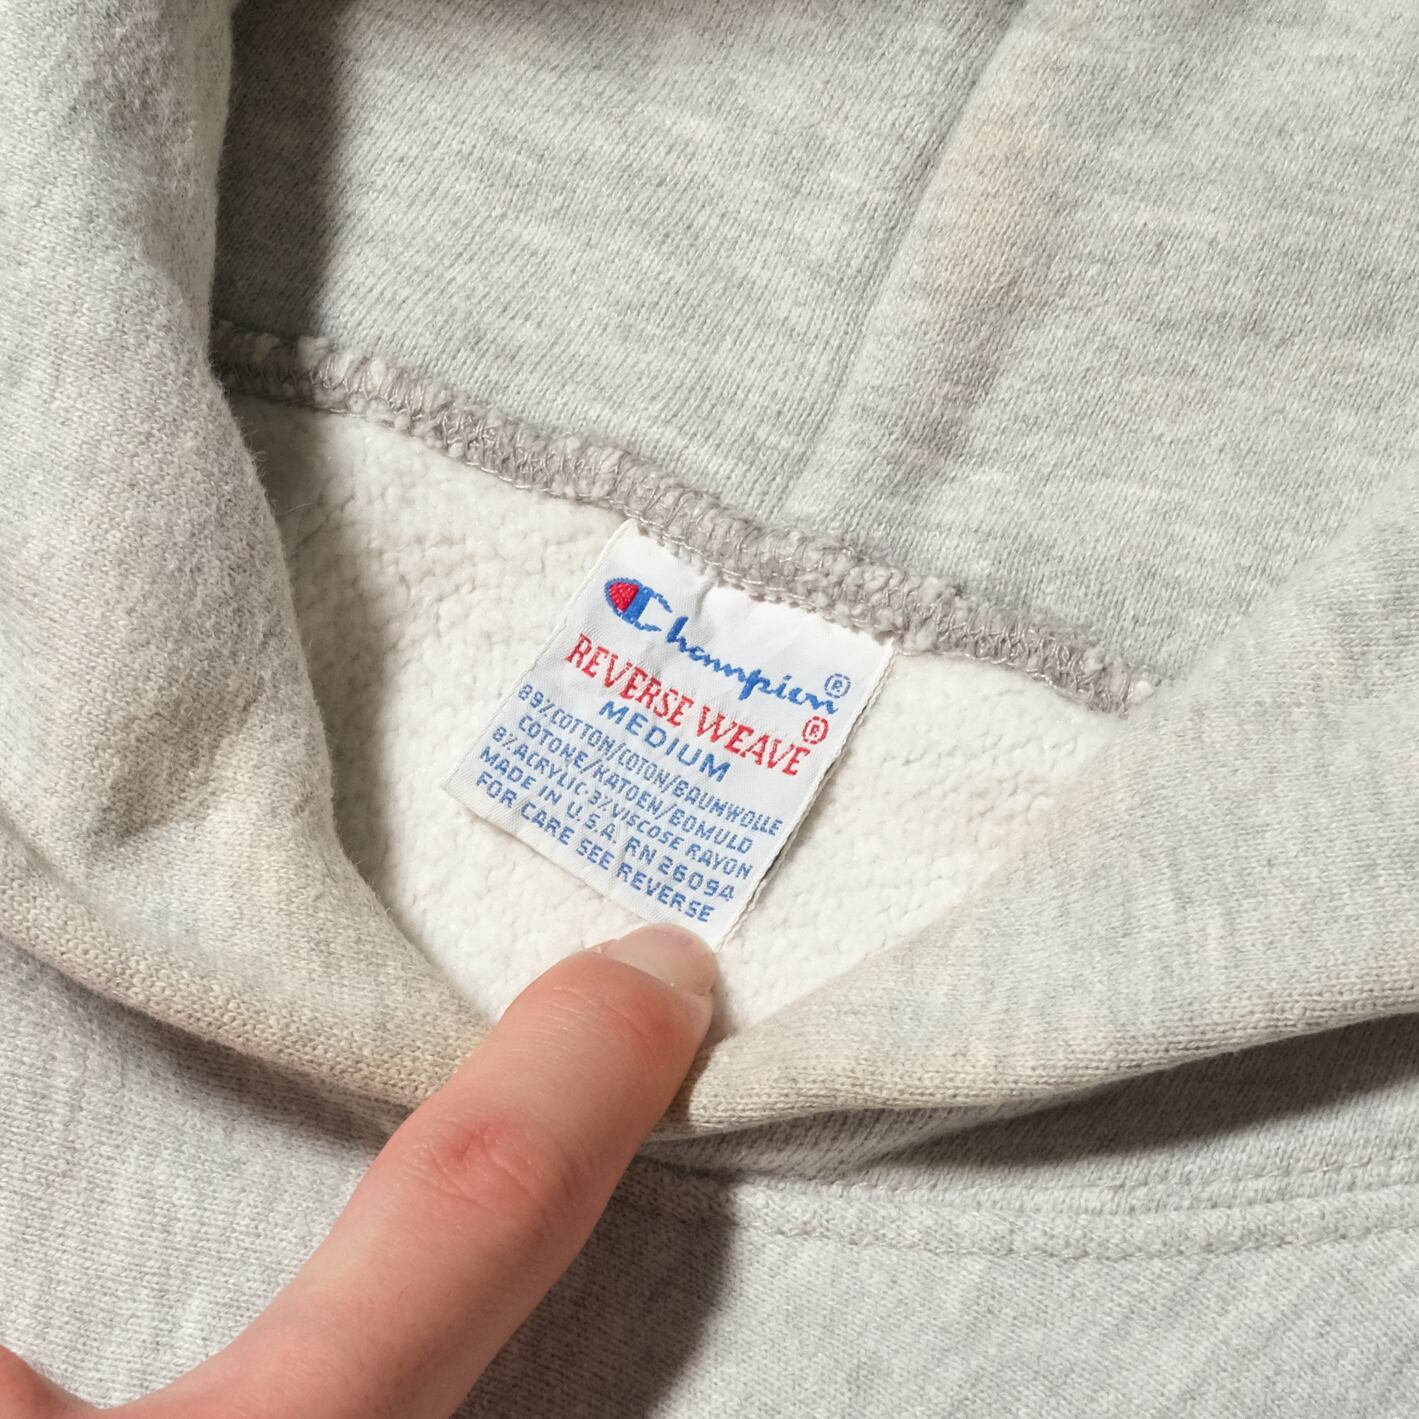 Champion®
REVERSE WEAVE®
MEDIUM
89%COTTON/COTON/BAUMWOLLE
COTONE/KATOEN/BOMULD
8%ACRYLIC 3%VISCOSE RAYON
MADE IN U.S.A. RN 26094
FOR CARE SEE REVERSE